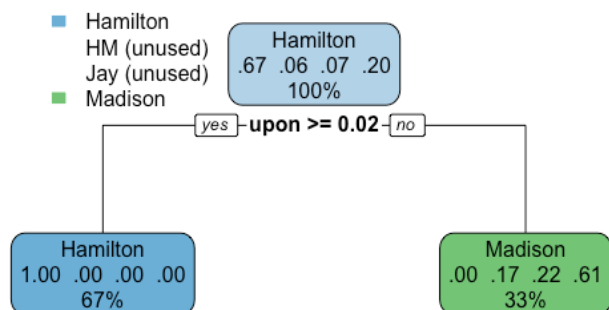 Hamilton
HM (unused)
Jay (unused)
Madison
Hamilton
.67 .06 .07 .20
100%
yes upon >= 0.02 no
Hamilton
1.00 .00 .00 .00
67%
Madison
.00 .17 .22 .61
33%